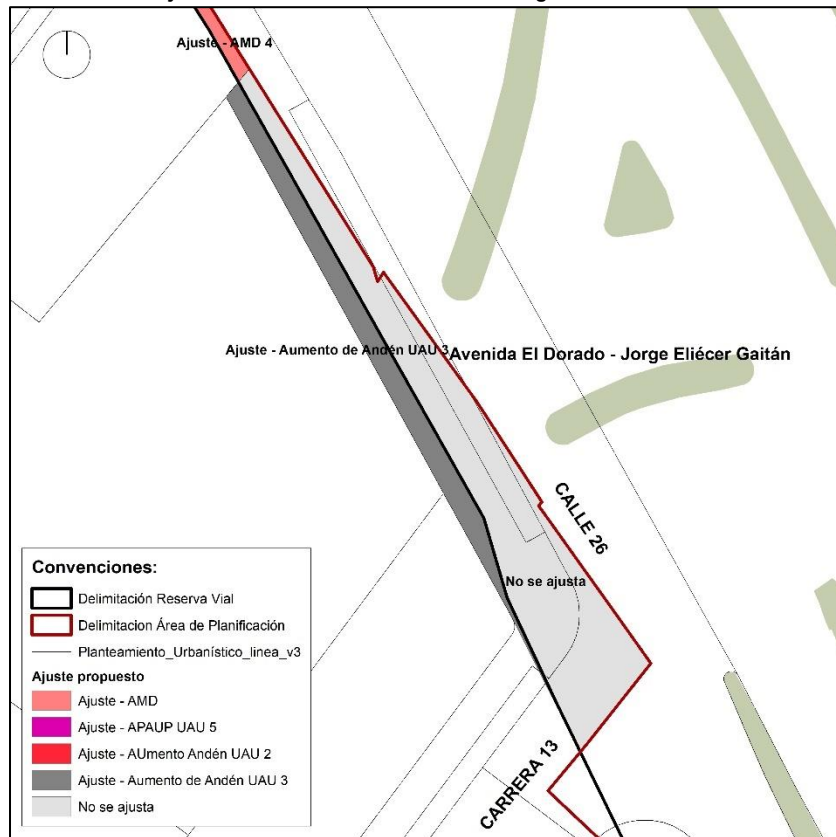 Ajuste - AMD 4
Ajuste - Aumento de Andén UAU 3
Avenida El Dorado - Jorge Eliécer Gaitán
CALLE 26
No se ajusta
CARRERA 13
Convenciones:
Delimitación Reserva Vial
Delimitacion Área de Planificación
Planteamiento_Urbanístico_linea_v3
Ajuste propuesto
Ajuste - AMD
Ajuste - APAUP UAU 5
Ajuste - AUmento Andén UAU 2
Ajuste - Aumento de Andén UAU 3
No se ajusta